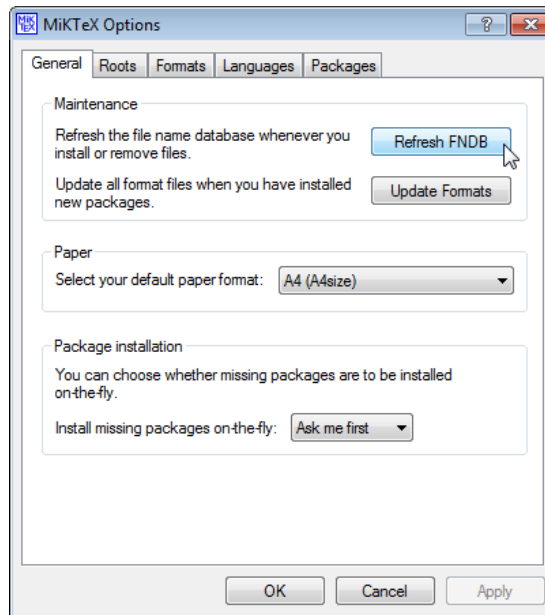 MiKTeX Options
General Roots Formats Languages Packages
Maintenance
Refresh the file name database whenever you
install or remove files.
Refresh FNDB
Update all format files when you have installed
new packages.
Update Formats
Paper
Select your default paper format: A4 (A4size)
Package installation
You can choose whether missing packages are to be installed
on-the-fly.
Install missing packages on-the-fly: Ask me first
OK Cancel Apply